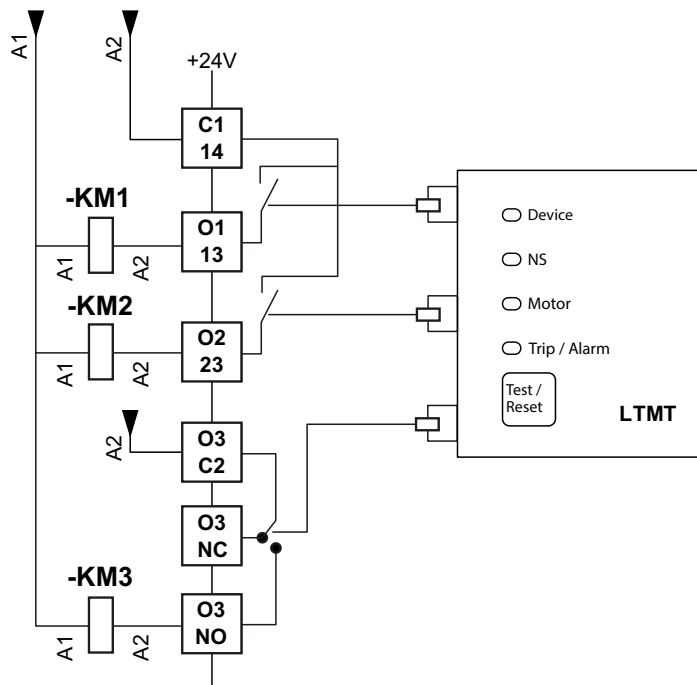 A1
A2
+24V
C1
14
-KM1
O1
13
A1
A2
-KM2
O2
23
A1
A2
A2
O3
C2
O3
NC
-KM3
O3
NO
A1
A2
Device
NS
Motor
Trip / Alarm
Test /
Reset
LTMT